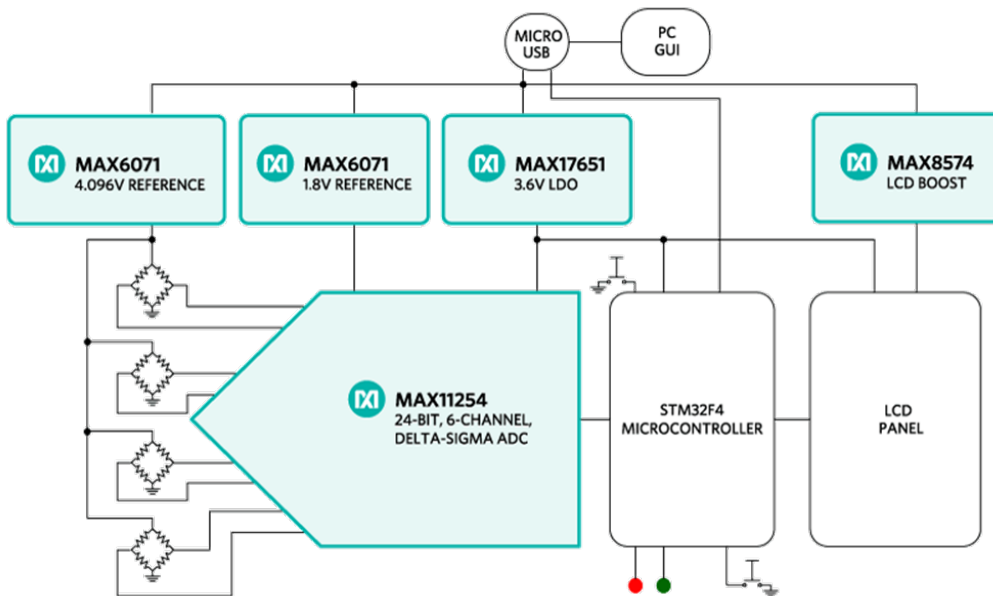 MICRO
USB
PC
GUI
MAX6071
4.096V REFERENCE
MAX6071
1.8V REFERENCE
MAX17651
3.6V LDO
MAX8574
LCD BOOST
MAX11254
24-BIT, 6-CHANNEL,
DELTA-SIGMA ADC
STM32F4
MICROCONTROLLER
LCD
PANEL